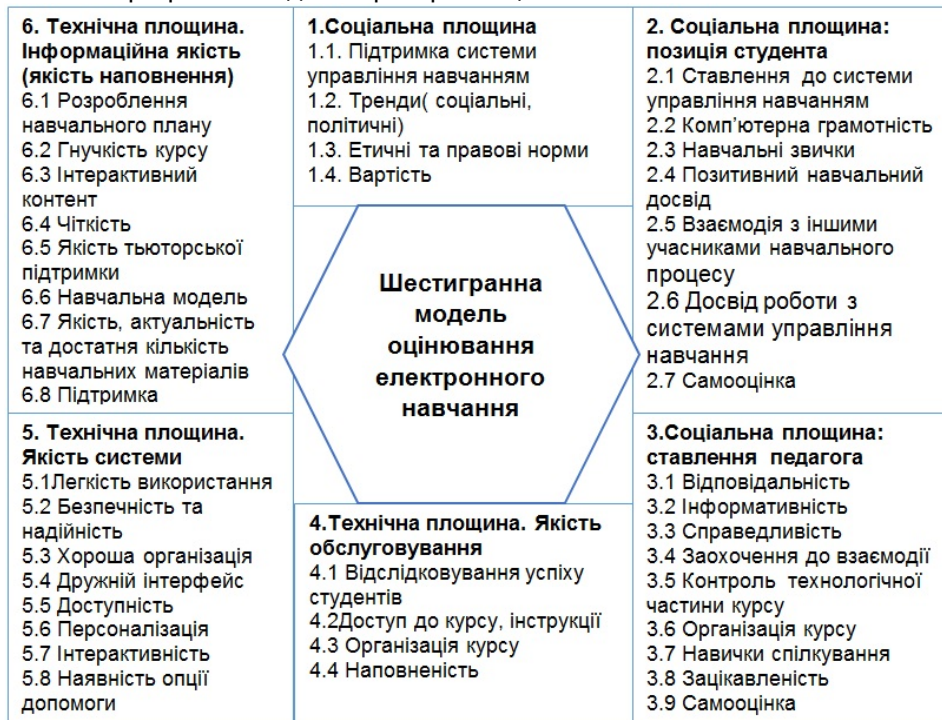 6. Технічна площина.
Інформаційна якість
(якість наповнення)
6.1 Розроблення
навчального плану
6.2 Гнучкість курсу
6.3 Інтерактивний
контент
6.4 Чіткість
6.5 Якість тьюторської
підтримки
6.6 Навчальна модель
6.7 Якість, актуальність
та достатня кількість
навчальних матеріалів
6.8 Підтримка
1.Соціальна площина
1.1. Підтримка системи
управління навчанням
1.2. Тренди( соціальні,
політичні)
1.3. Етичні та правові норми
1.4. Вартість
2. Соціальна площина:
позиція студента
2.1 Ставлення до системи
управління навчанням
2.2 Комп’ютерна грамотність
2.3 Навчальні звички
2.4 Позитивний навчальний
досвід
2.5 Взаємодія з іншими
учасниками навчального
процесу
2.6 Досвід роботи з
системами управління
навчання
2.7 Самооцінка
Шестигранна
модель
оцінювання
електронного
навчання
5. Технічна площина.
Якість системи
5.1Легкість використання
5.2 Безпечність та
надійність
5.3 Хороша організація
5.4 Дружній інтерфейс
5.5 Доступність
5.6 Персоналізація
5.7 Інтерактивність
5.8 Наявність опції
допомоги
4.Технічна площина. Якість
обслуговування
4.1 Відслідковування успіху
студентів
4.2Доступ до курсу, інструкції
4.3 Організація курсу
4.4 Наповненість
3.Соціальна площина:
ставлення педагога
3.1 Відповідальність
3.2 Інформативність
3.3 Справедливість
3.4 Заохочення до взаємодії
3.5 Контроль технологічної
частини курсу
3.6 Організація курсу
3.7 Навички спілкування
3.8 Зацікавленість
3.9 Самооцінка